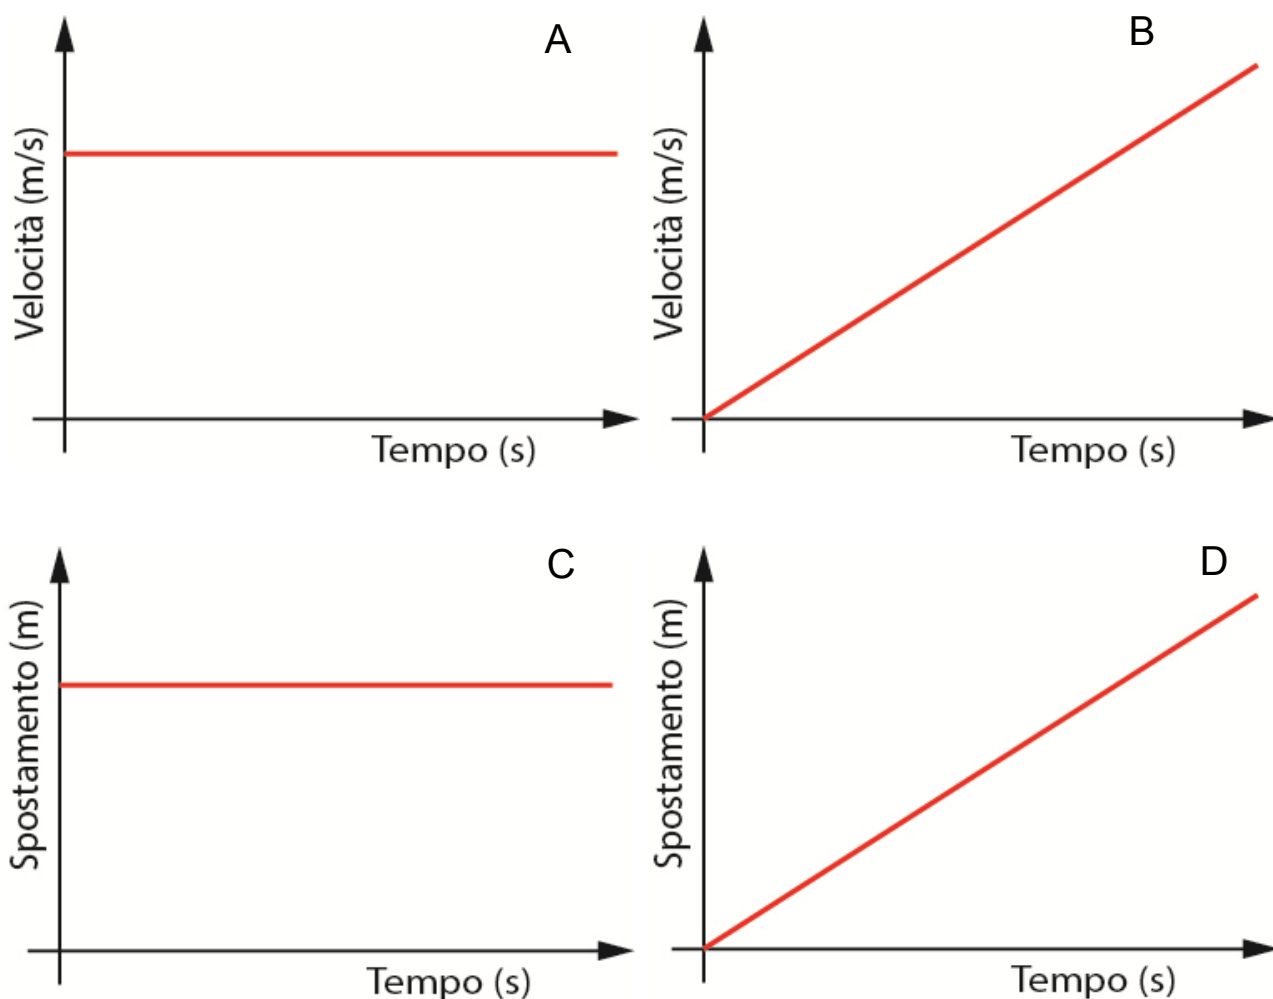 A
Velocità (m/s)
Tempo (s)
B
Velocità (m/s)
Tempo (s)
C
Spostamento (m)
Tempo (s)
D
Spostamento (m)
Tempo (s)